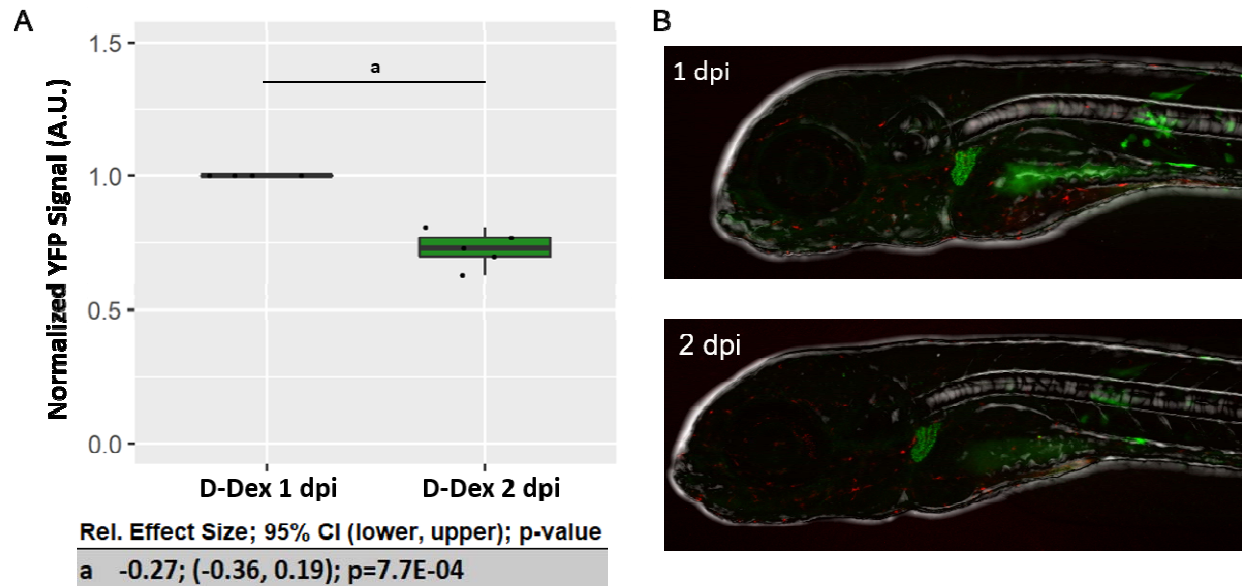 A
B
Normalized YFP Signal (A.U.)
1.5
1.0
0.5
0.0
a
D-Dex 1 dpi
D-Dex 2 dpi
Rel. Effect Size; 95% CI (lower, upper); p-value
a -0.27; (-0.36, 0.19); p=7.7E-04
1 dpi
2 dpi